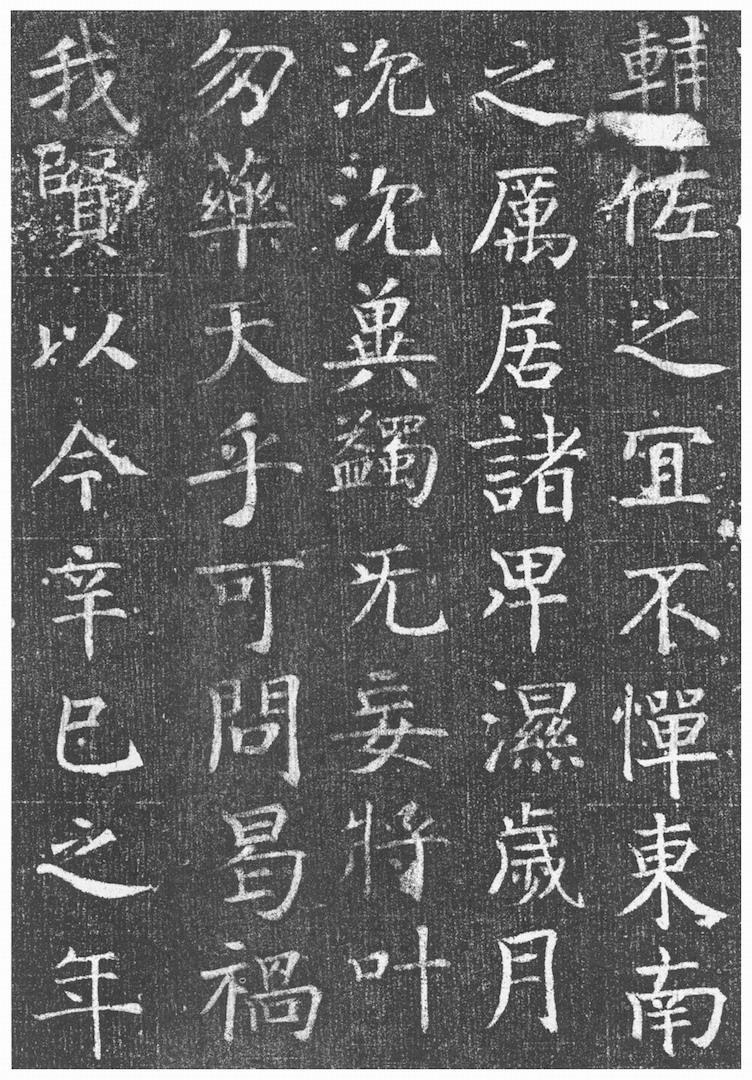 輔佐之宜不憚東南
之厲居諸卑濕歲月
沉沉冀蠲无妄將叶
勿藥天乎可問曷禍
我賢以今辛巳之年